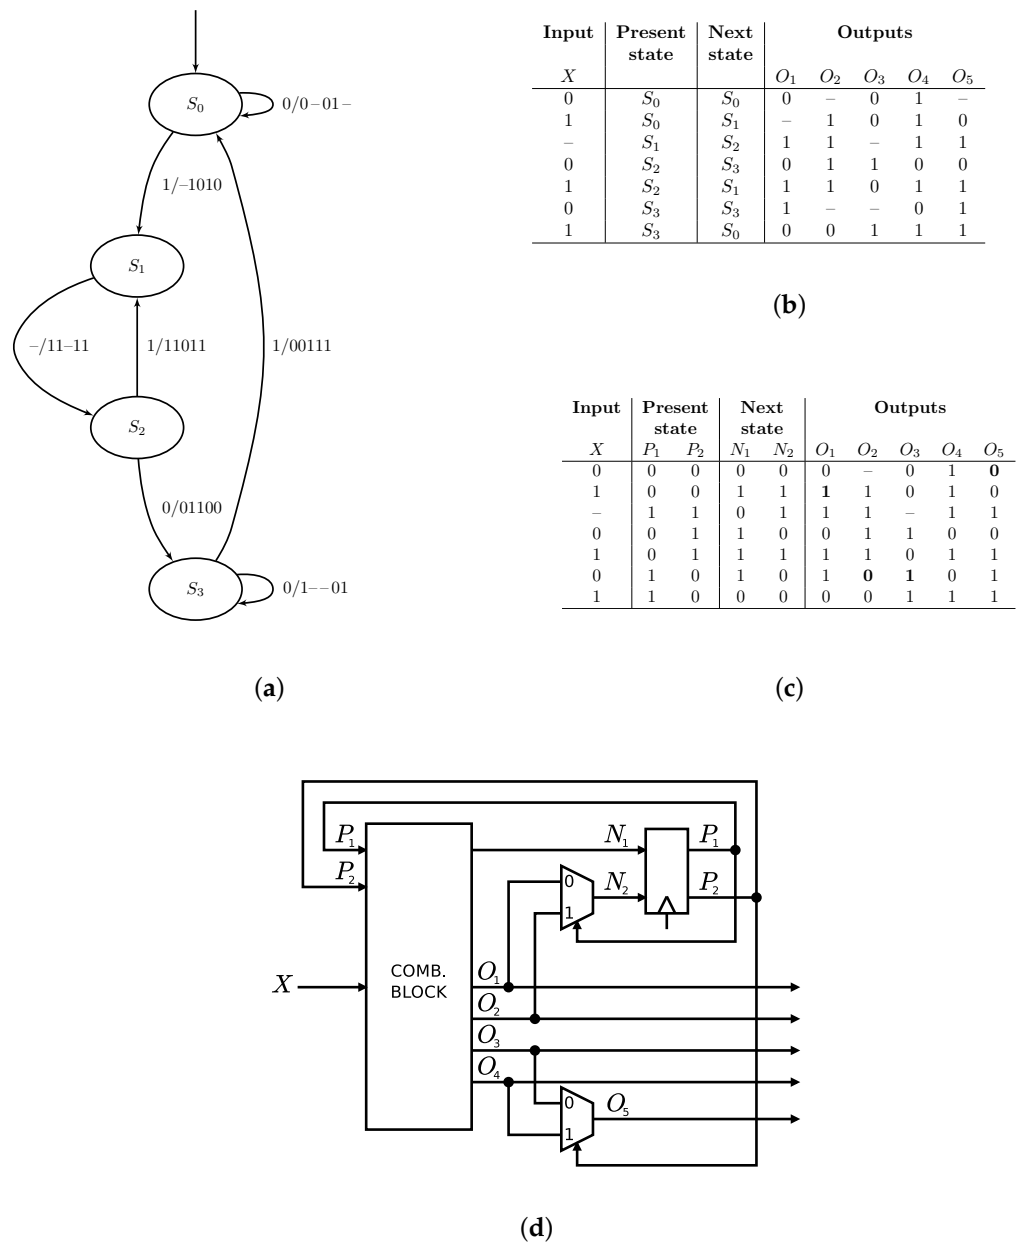 S0
0/0–01–
1/–1010
S1
–/11–11
1/11011
1/00111
S2
0/01100
S3
0/1––01
(a)
Input Present state Next state Outputs
X O1 O2 O3 O4 O5
0 S0 S0 0 – 0 1 –
1 S0 S1 – 1 0 1 0
– S1 S2 1 1 – 1 1
0 S2 S3 0 1 1 0 0
1 S2 S1 1 1 0 1 1
0 S3 S3 1 – – 0 1
1 S3 S0 0 0 1 1 1
(b)
Input Present state Next state Outputs
X P1 P2 N1 N2 O1 O2 O3 O4 O5
0 0 0 0 0 0 – 0 1 0
1 0 0 1 1 1 1 0 1 0
– 1 1 0 1 1 1 – 1 1
0 0 1 1 0 0 1 1 0 0
1 0 1 1 1 1 1 0 1 1
0 1 0 1 0 1 0 1 0 1
1 1 0 0 0 0 0 1 1 1
(c)
P1 N1 P1
P2 0 N2 P2
1
X COMB. BLOCK O1
O2
O3
O4
0 O5
1
(d)